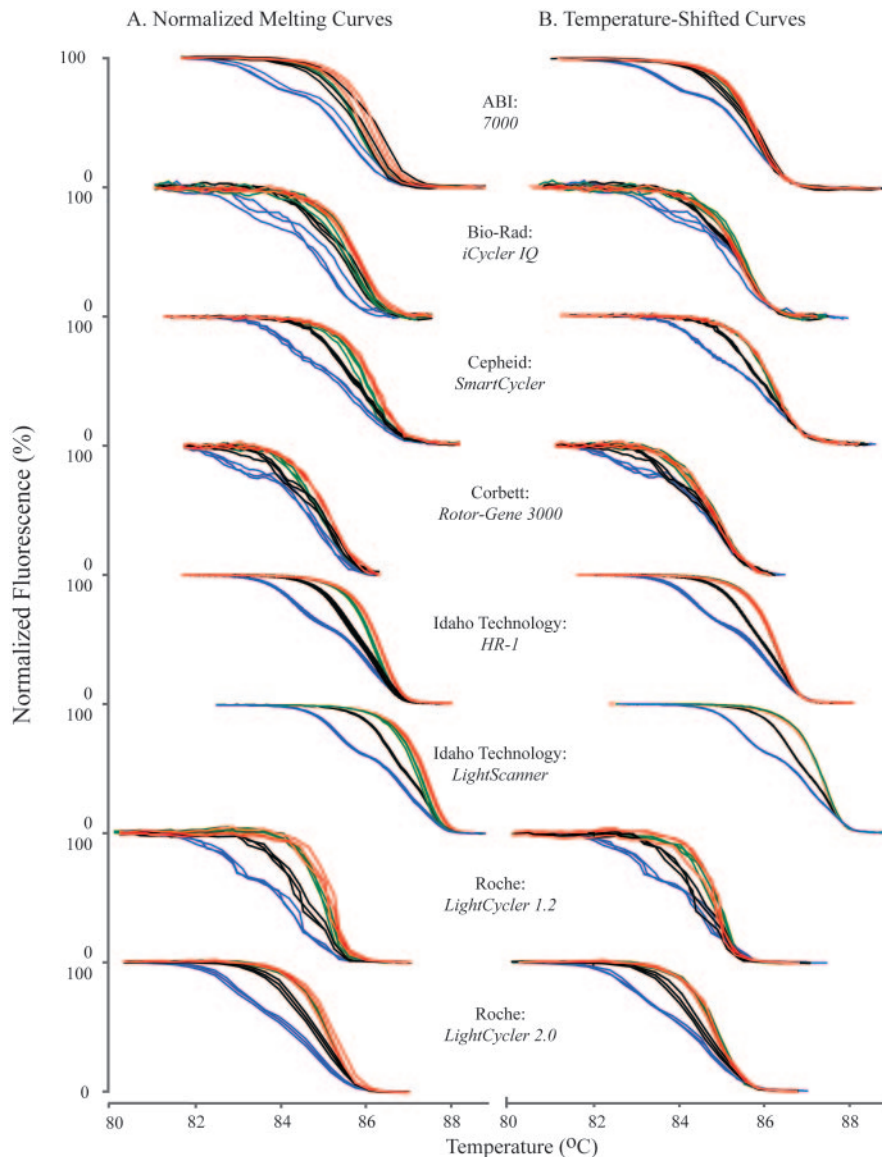 A. Normalized Melting Curves
B. Temperature-Shifted Curves
Normalized Fluorescence (%)
100
0
ABI:
7000
100
0
Bio-Rad:
iCycler IQ
100
0
Cepheid:
SmartCycler
100
0
Corbett:
Rotor-Gene 3000
100
0
Idaho Technology:
HR-1
100
0
Idaho Technology:
LightScanner
100
0
Roche:
LightCycler 1.2
100
0
Roche:
LightCycler 2.0
80 82 84 86 88
80 82 84 86 88
Temperature (ºC)